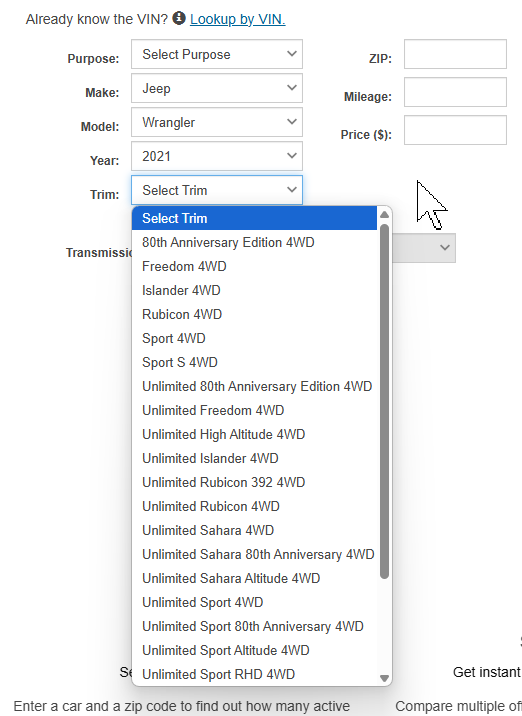 Already know the VIN? Lookup by VIN.
Purpose: Select Purpose ZIP:
Make: Jeep Mileage:
Model: Wrangler Price ($):
Year: 2021
Trim: Select Trim
Select Trim
80th Anniversary Edition 4WD
Freedom 4WD
Islander 4WD
Rubicon 4WD
Sport 4WD
Sport S 4WD
Unlimited 80th Anniversary Edition 4WD
Unlimited Freedom 4WD
Unlimited High Altitude 4WD
Unlimited Islander 4WD
Unlimited Rubicon 392 4WD
Unlimited Rubicon 4WD
Unlimited Sahara 4WD
Unlimited Sahara 80th Anniversary 4WD
Unlimited Sahara Altitude 4WD
Unlimited Sport 4WD
Unlimited Sport 80th Anniversary 4WD
Unlimited Sport Altitude 4WD
Unlimited Sport RHD 4WD
Transmissi
Get instant
Enter a car and a zip code to find out how many active
Compare multiple of